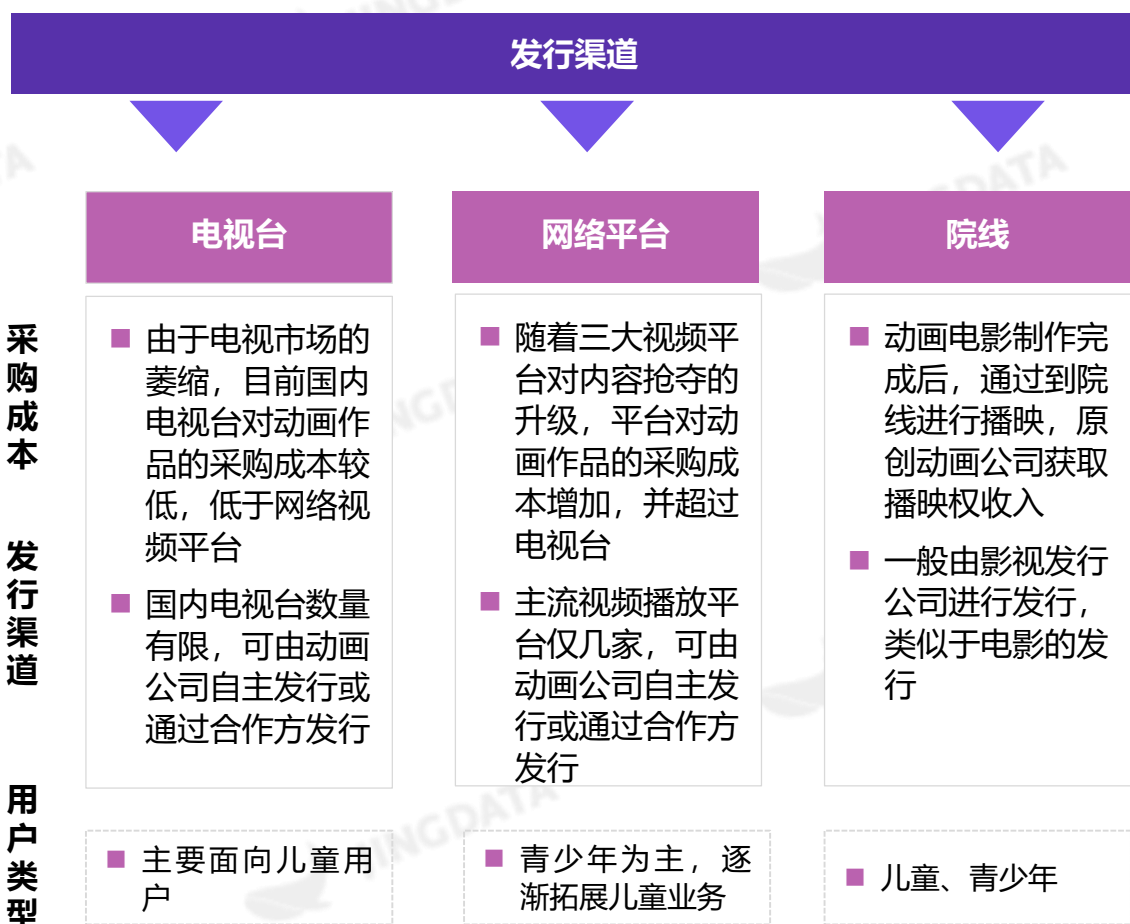 发行渠道
电视台
网络平台
院线
采购成本
由于电视市场的
萎缩，目前国内
电视台对动画作
品的采购成本较
低，低于网络视
频平台
随着三大视频平
台对内容抢夺的
升级，平台对动
画作品的采购成
本增加，并超过
电视台
动画电影制作完
成后，通过到院
线进行播映，原
创动画公司获取
播映权收入
发行渠道
国内电视台数量
有限，可由动画
公司自主发行或
通过合作方发行
主流视频播放平
台仅几家，可由
动画公司自主发
行或通过合作方
发行
一般由影视发行
公司进行发行，
类似于电影的发
行
用户类型
主要面向儿童用
户
青少年为主，逐
渐拓展儿童业务
儿童、青少年